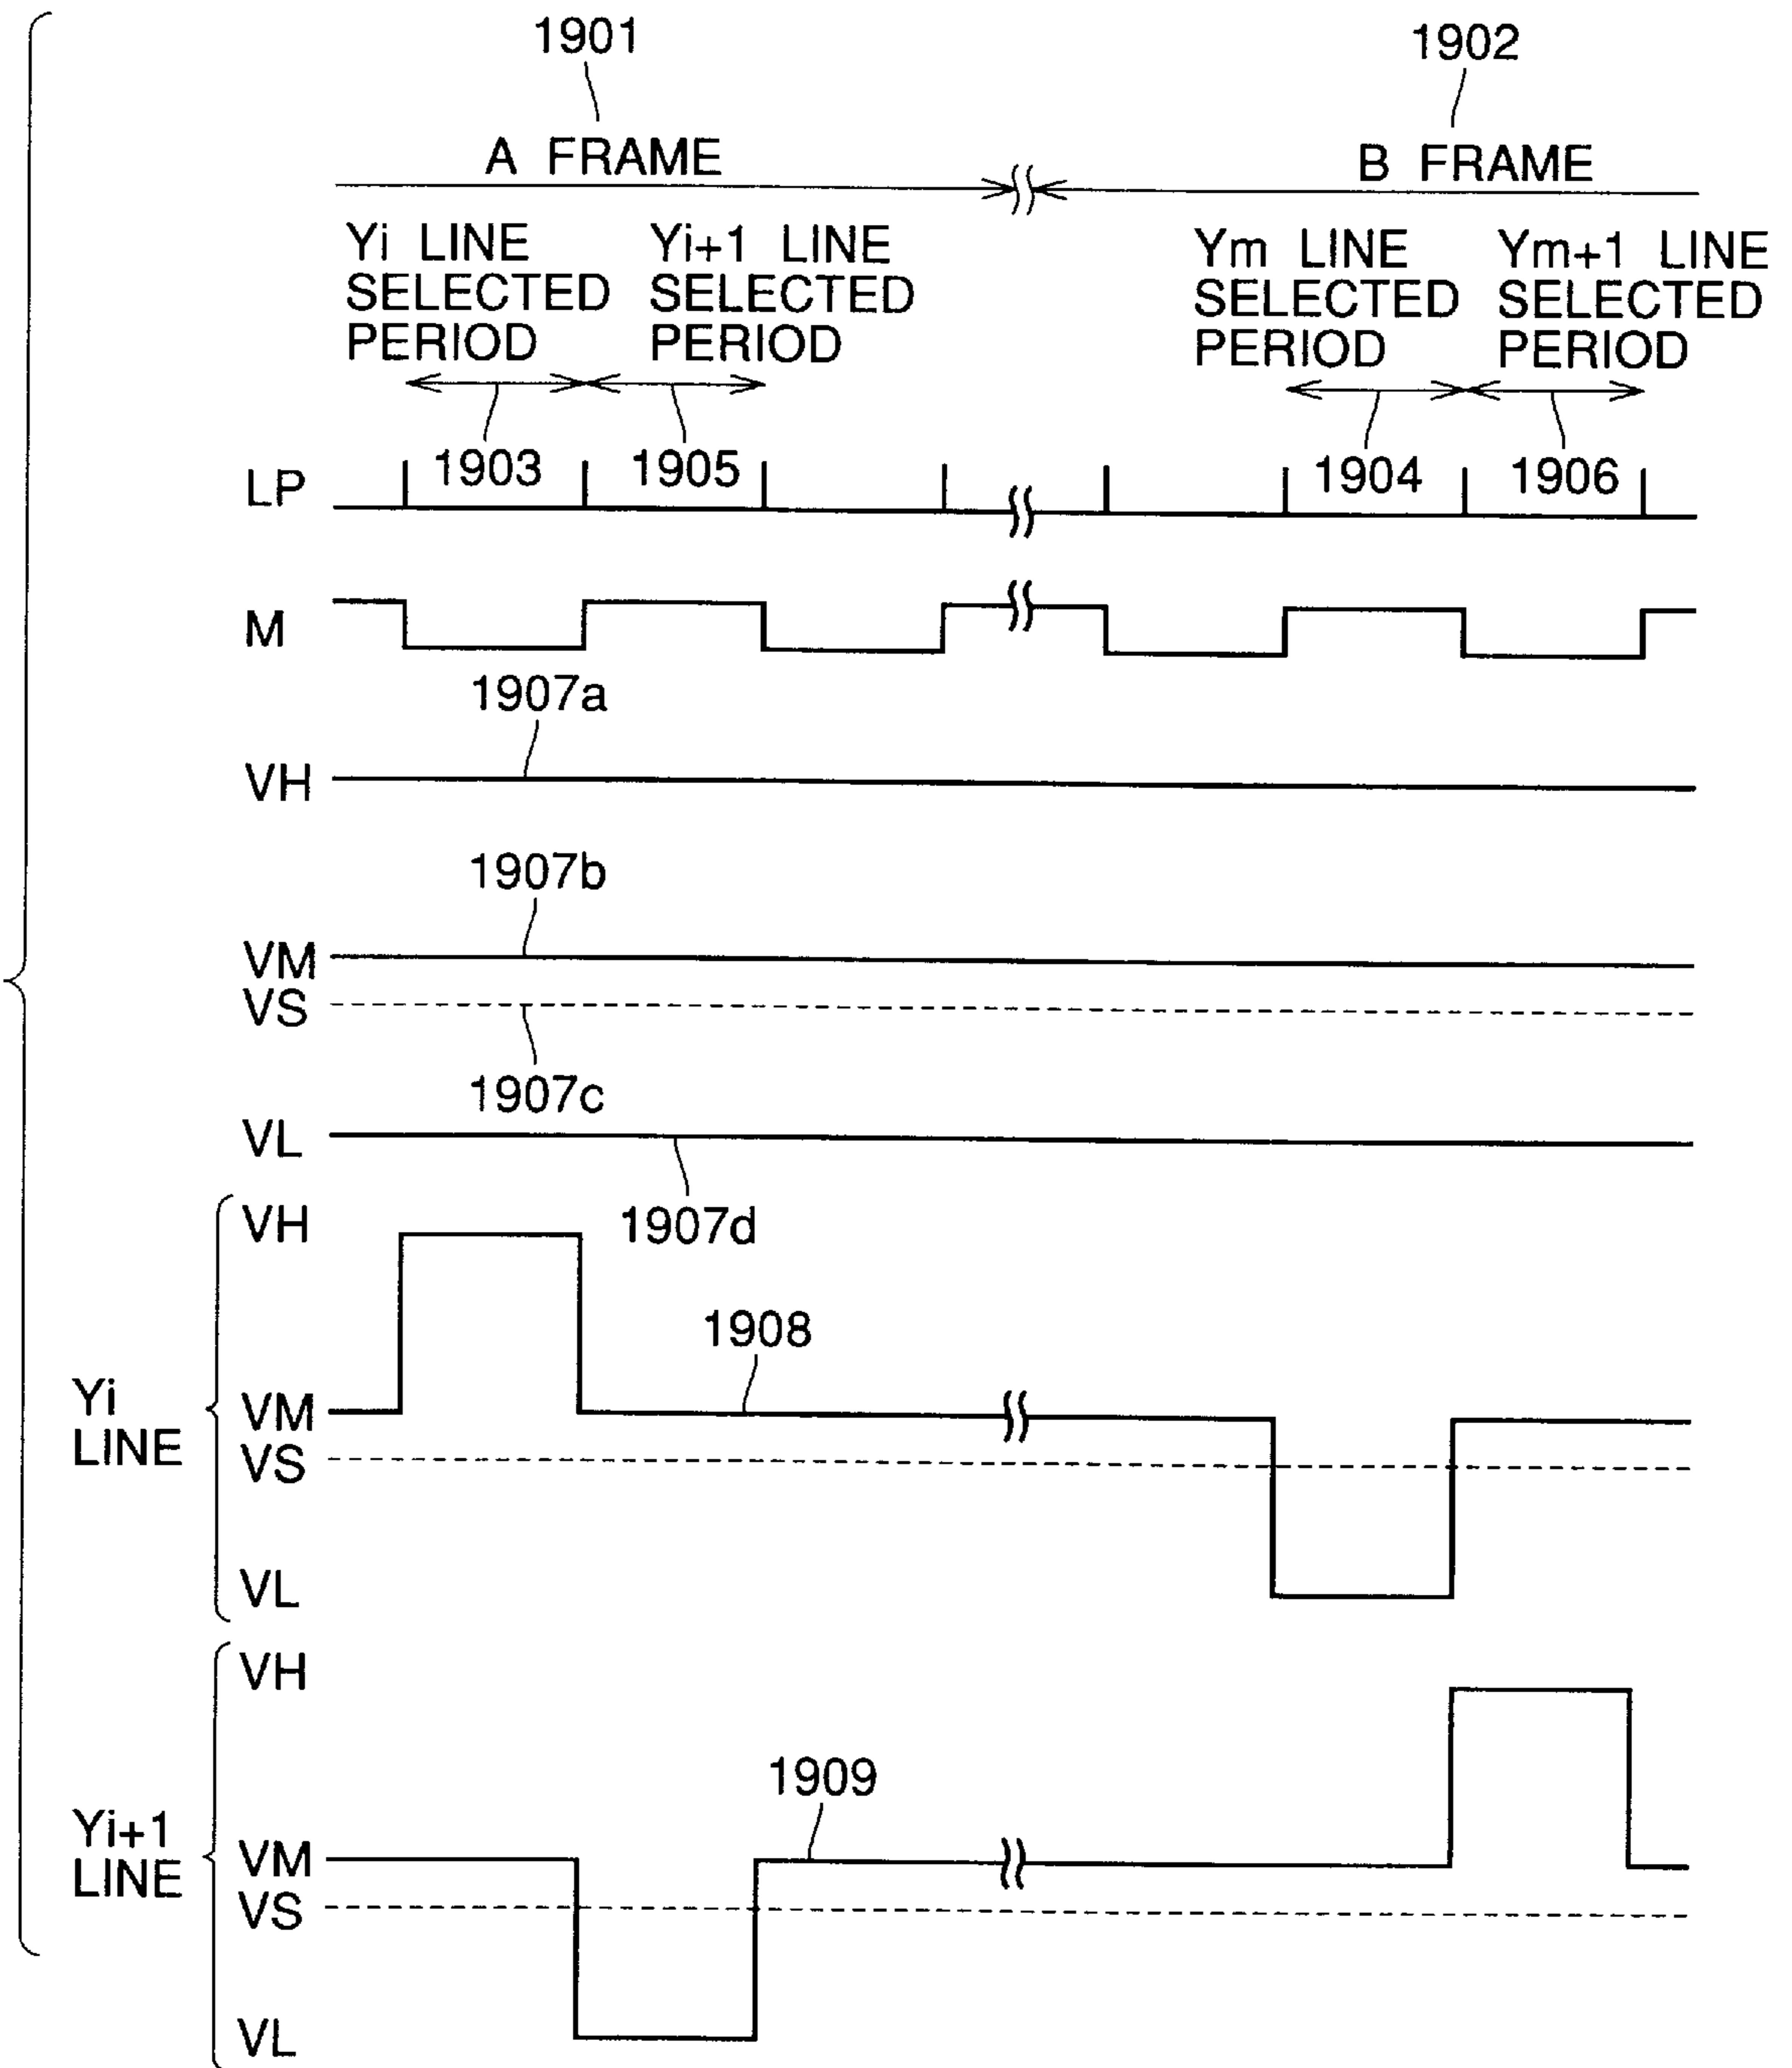 1901
1902
A FRAME
B FRAME
Yi LINE
SELECTED
PERIOD
Yi+1 LINE
SELECTED
PERIOD
Ym LINE
SELECTED
PERIOD
Ym+1 LINE
SELECTED
PERIOD
LP
1903
1905
1904
1906
M
1907a
VH
1907b
VM
VS
1907c
VL
1907d
Yi
LINE
VH
1908
VM
VS
VL
Yi+1
LINE
VH
1909
VM
VS
VL